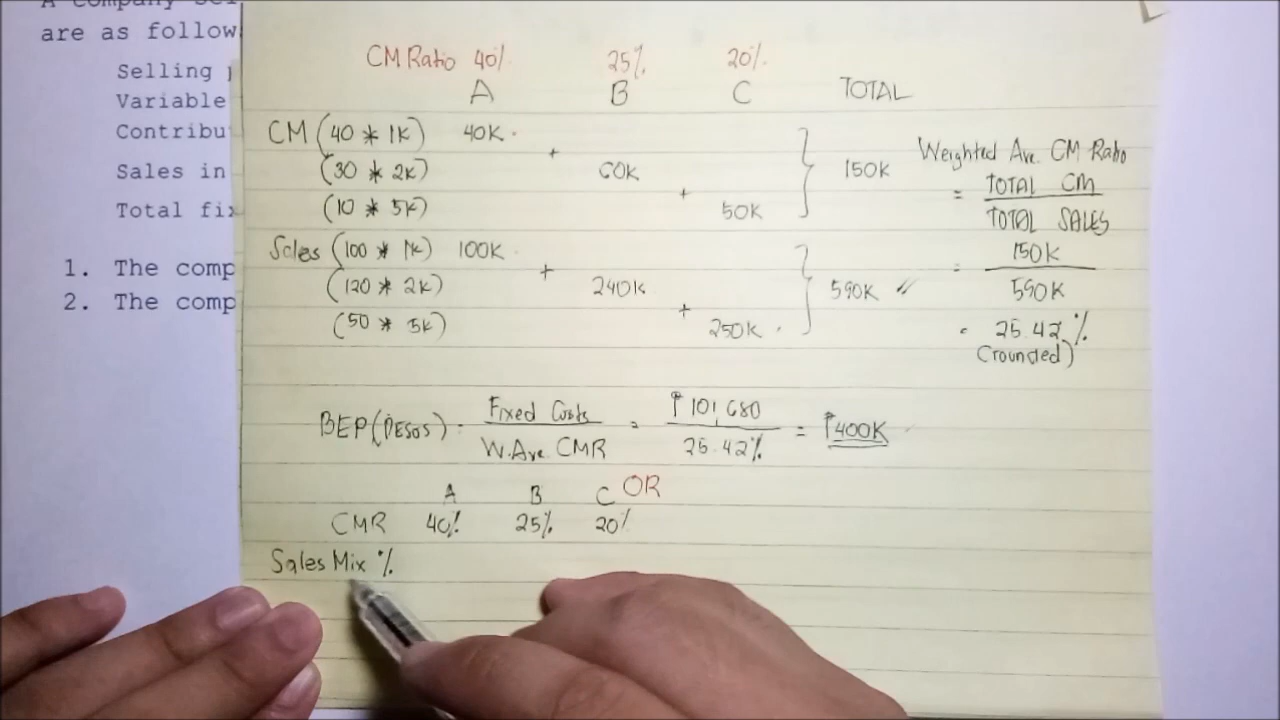 A company
are as follow
Selling
Variable
Contribu
Sales in
Total fix
1. The comp
2. The comp
CM Ratio 40% 25% 20%
A B C TOTAL
CM (40 * 1K) 40K
(30 * 2K) + 60K
(10 * 5K) + 50K } 150K
Sales (100 * 1K) 100K
(120 * 2K) + 240K
(50 * 5K) + 250K } 590K ✓
Weighted Ave. CM Ratio
= TOTAL CM
TOTAL SALES
= 150K
590K
= 25.42%
(rounded)
BEP (PESOS) = Fixed Costs = ₱101,680 = ₱400K
W. Ave. CMR 25.42%
OR
A B C
CMR 40% 25% 20%
Sales Mix %